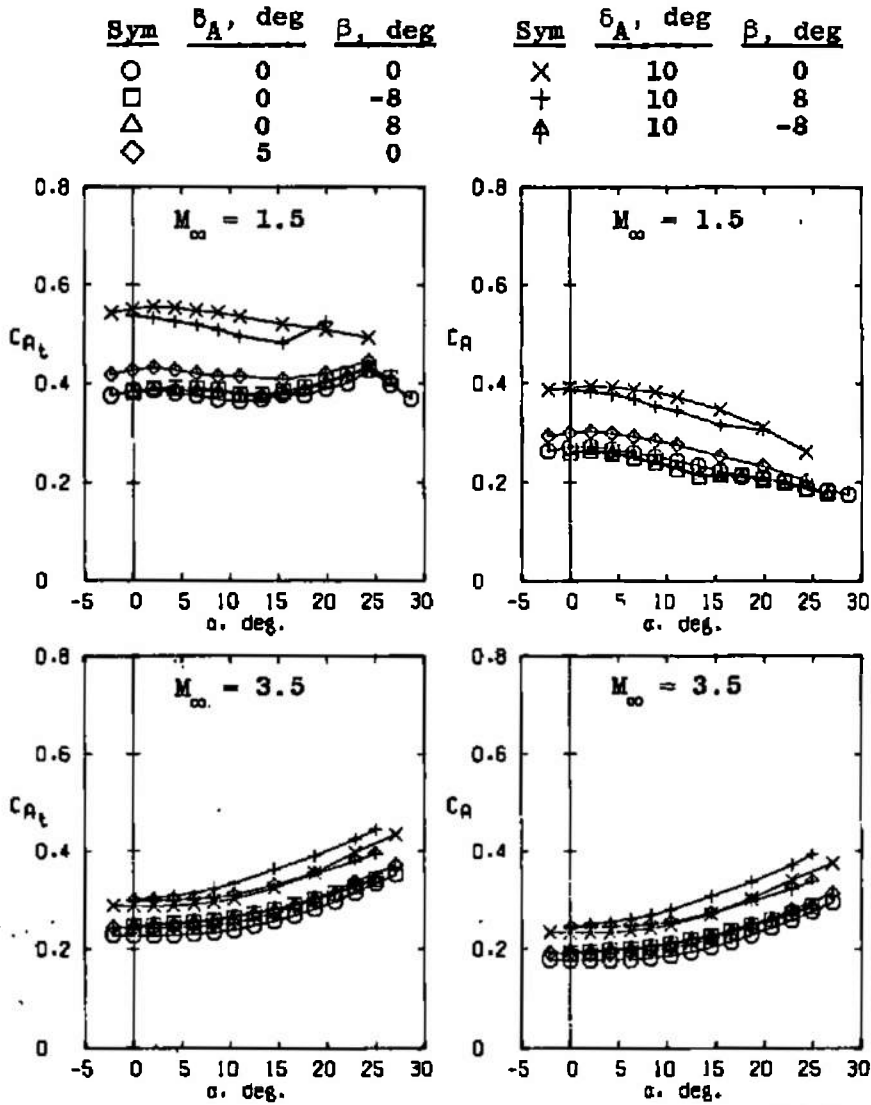 Sym δA, deg β, deg
○ 0 0
□ 0 -8
△ 0 8
◇ 5 0
Sym δA, deg β, deg
× 10 0
+ 10 8
10 -8
0.8
0.6
0.4
0.2
0
CAt
M∞ = 1.5
-5 0 5 10 15 20 25 30
α. deg.
0.8
0.6
0.4
0.2
0
CA
M∞ = 1.5
-5 0 5 10 15 20 25 30
α. deg.
0.8
0.6
0.4
0.2
0
CAt
M∞ = 3.5
-5 0 5 10 15 20 25 30
α. deg.
0.8
0.6
0.4
0.2
0
CA
M∞ = 3.5
-5 0 5 10 15 20 25 30
α. deg.